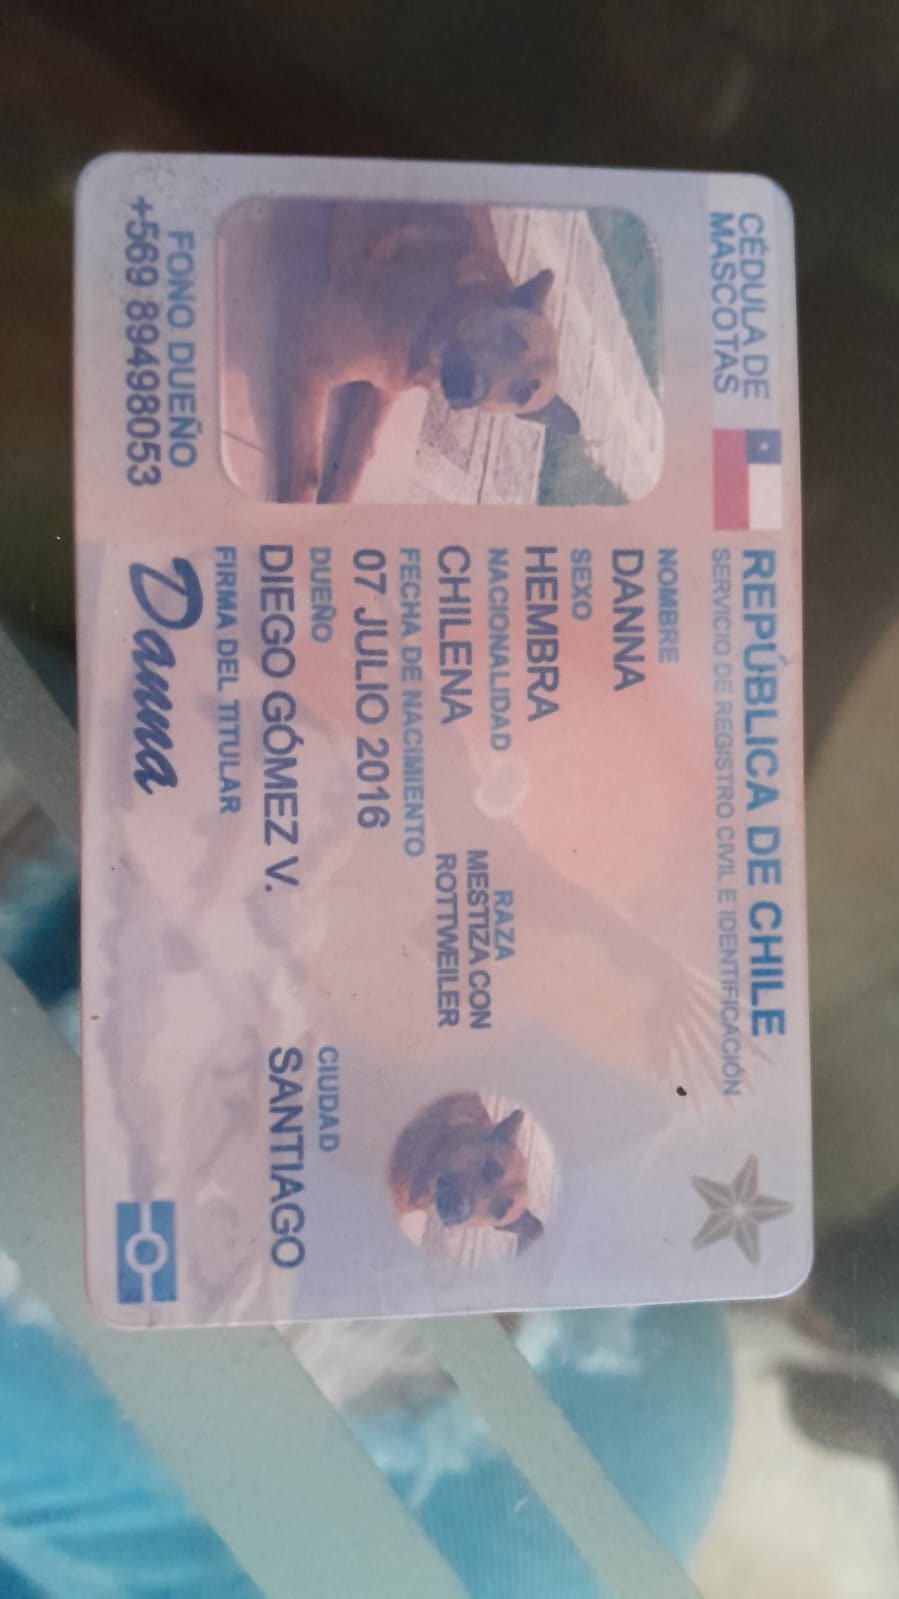 CÉDULA DE
MASCOTAS
REPÚBLICA DE CHILE
SERVICIO DE REGISTRO CIVIL E IDENTIFICACIÓN
NOMBRE
DANNA
SEXO
HEMBRA
NACIONALIDAD
CHILENA
RAZA
MESTIZA CON
ROTTWEILER
FECHA DE NACIMIENTO
07 JULIO 2016
DUEÑO
DIEGO GÓMEZ V.
CIUDAD
SANTIAGO
FIRMA DEL TITULAR
Danna
FONO DUEÑO
+569 89498053